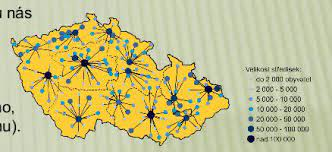 u nás
no,
nu).
Velikost středisek:
do 2 000 obyvatel
2 000 - 5 000
5 000 - 10 000
10 000 - 20 000
20 000 - 50 000
50 000 - 100 000
nad 100 000